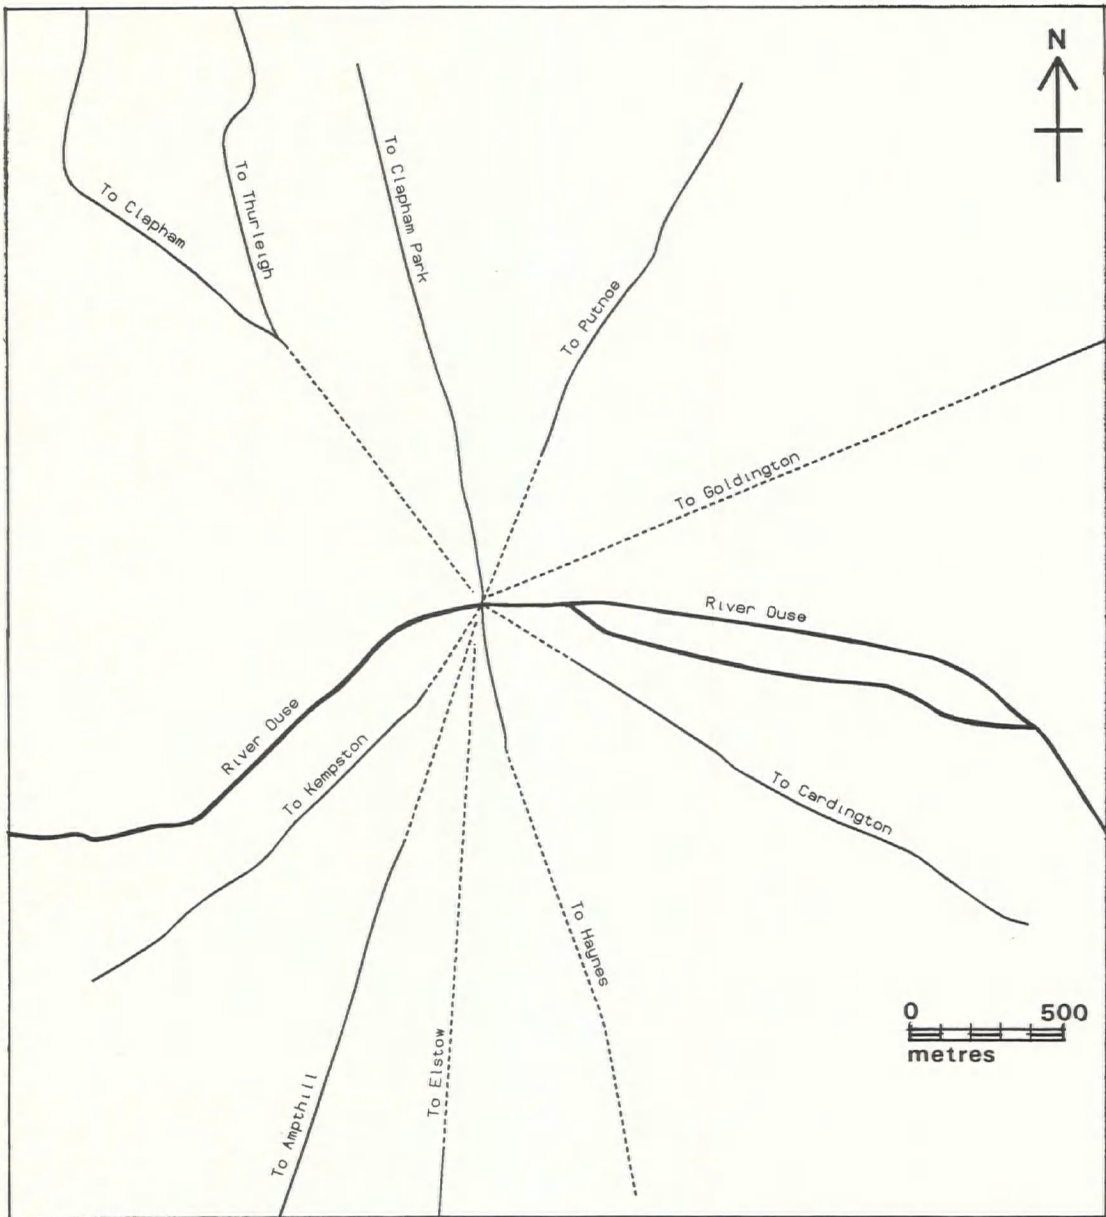 N
To Clapham
To Thurleigh
To Clapham Park
To Putnoe
To Goldington
River Ouse
River Ouse
To Kempston
To Cardington
To Haynes
To Elstow
To Ampthill
0 500
metres